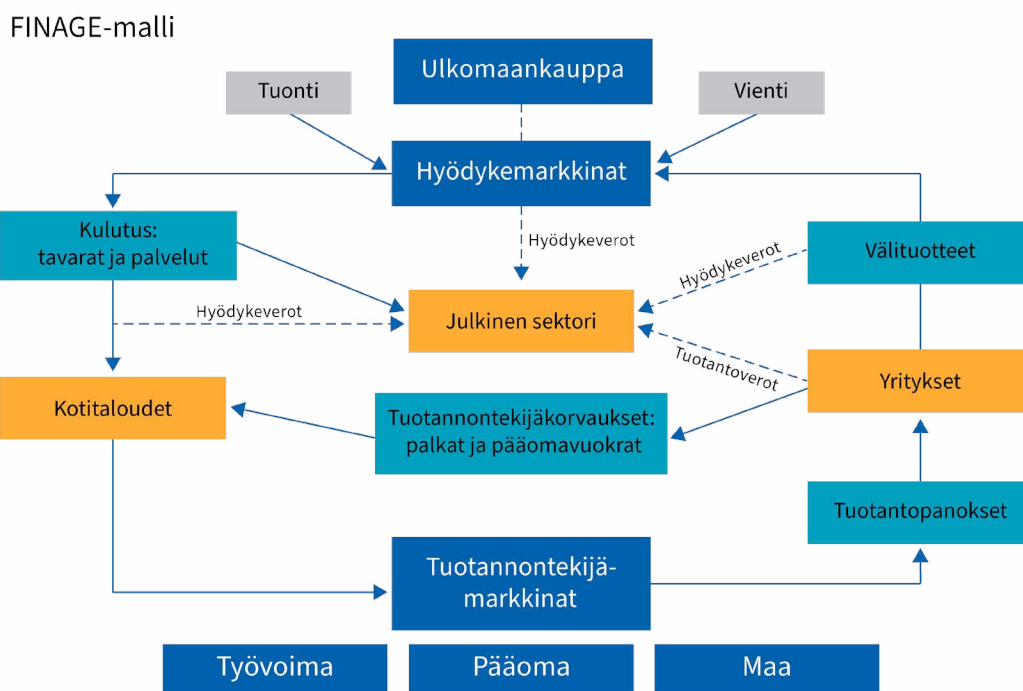 FINAGE-malli
Ulkomaankauppa
Tuonti
Vienti
Hyödykemarkkinat
Kulutus:
tavarat ja palvelut
Hyödykeverot
Hyödykeverot
Välituotteet
Hyödykeverot
Julkinen sektori
Tuotantoverot
Yritykset
Kotitaloudet
Tuotannontekijäkorvaukset:
palkat ja pääomavuokrat
Tuotantopanokset
Tuotannontekijä-
markkinat
Työvoima
Pääoma
Maa